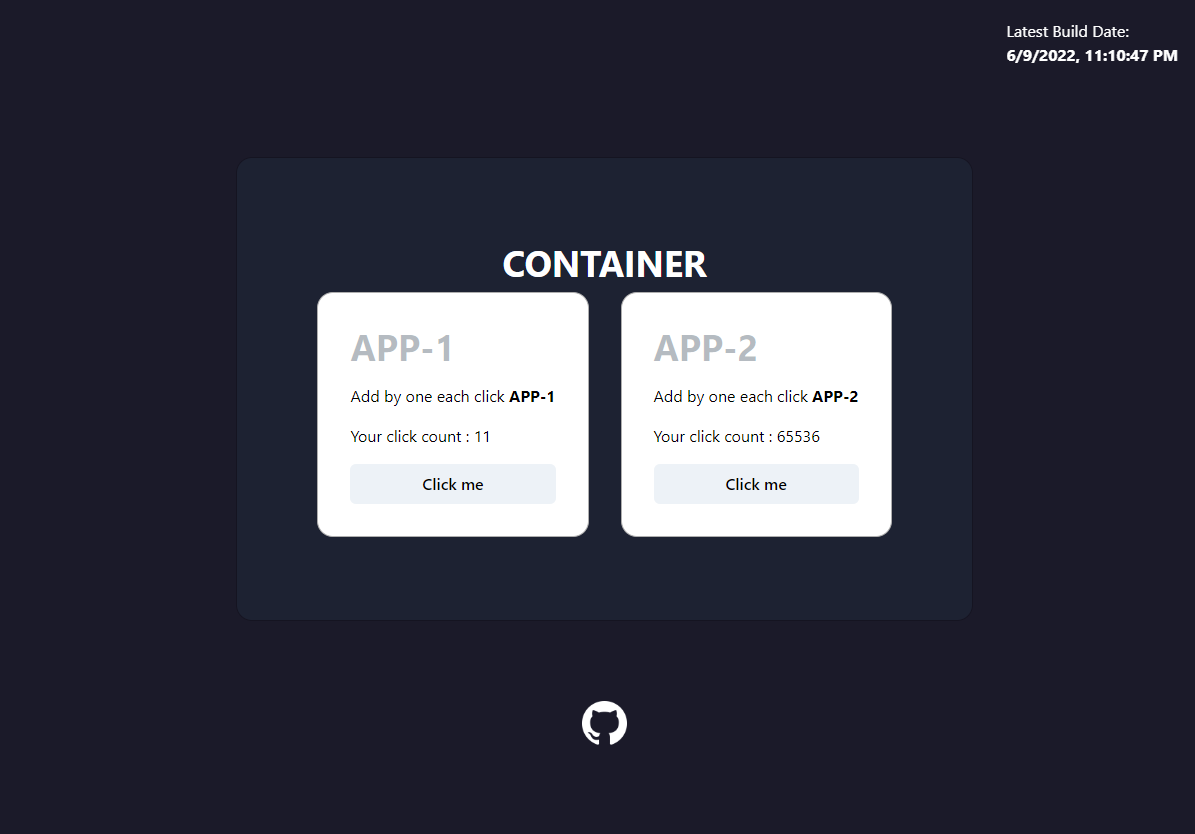 Latest Build Date:
6/9/2022, 11:10:47 PM
CONTAINER
APP-1
Add by one each click APP-1
Your click count : 11
Click me
APP-2
Add by one each click APP-2
Your click count : 65536
Click me